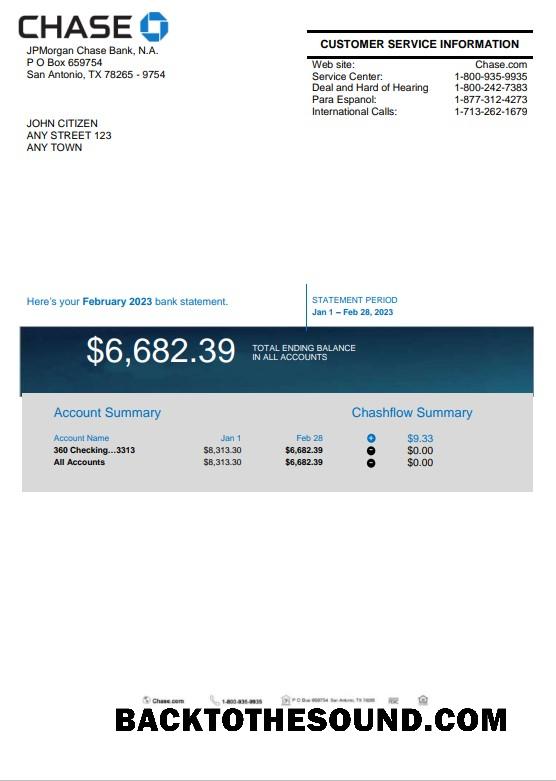 CHASE
JPMorgan Chase Bank, N.A.
P O Box 659754
San Antonio, TX 78265 - 9754
CUSTOMER SERVICE INFORMATION
Web site: Chase.com
Service Center: 1-800-935-9935
Deal and Hard of Hearing 1-800-242-7383
Para Espanol: 1-877-312-4273
International Calls: 1-713-262-1679
JOHN CITIZEN
ANY STREET 123
ANY TOWN
Here's your February 2023 bank statement.
STATEMENT PERIOD
Jan 1 – Feb 28, 2023
$6,682.39
TOTAL ENDING BALANCE
IN ALL ACCOUNTS
Account Summary
Chashflow Summary
Account Name Jan 1 Feb 28 + $9.33
360 Checking...3313 $8,313.30 $6,682.39 - $0.00
All Accounts $8,313.30 $6,682.39 - $0.00
Chase.com 1-800-935-9935 P O Box 659754 San Antonio, TX 78265
BACKTOTHESOUND.COM